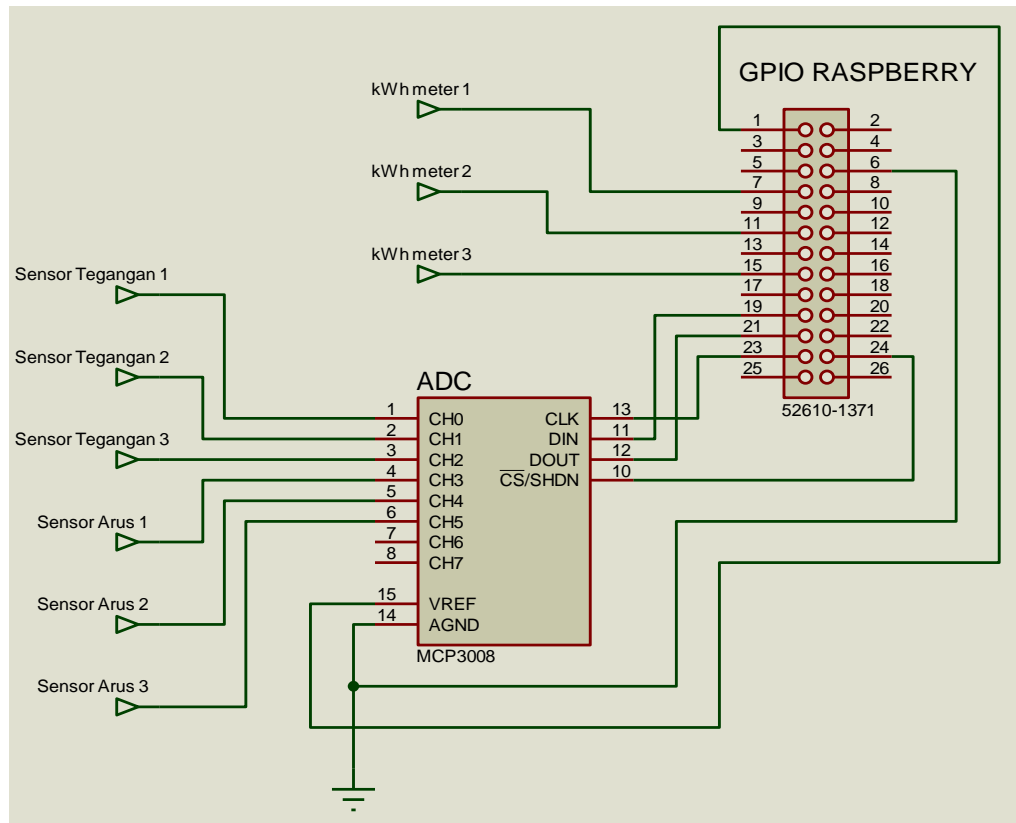 GPIO RASPBERRY
kWh meter 1
kWh meter 2
kWh meter 3
1 2
3 4
5 6
7 8
9 10
11 12
13 14
15 16
17 18
19 20
21 22
23 24
25 26
52610-1371
Sensor Tegangan 1
Sensor Tegangan 2
Sensor Tegangan 3
Sensor Arus 1
Sensor Arus 2
Sensor Arus 3
ADC
1 CH0 CLK 13
2 CH1 DIN 11
3 CH2 DOUT 12
4 CH3 CS/SHDN 10
5 CH4
6 CH5
7 CH6
8 CH7
15 VREF
14 AGND
MCP3008